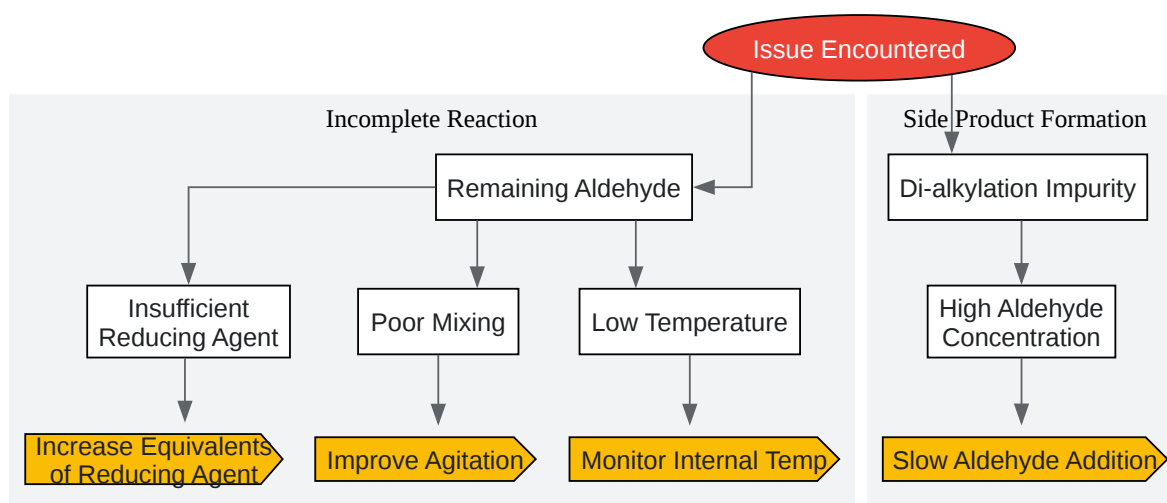 Issue Encountered
Incomplete Reaction
Side Product Formation
Remaining Aldehyde
Di-alkylation Impurity
Insufficient
Reducing Agent
Poor Mixing
Low Temperature
High Aldehyde
Concentration
Increase Equivalents
of Reducing Agent
Improve Agitation
Monitor Internal Temp
Slow Aldehyde Addition